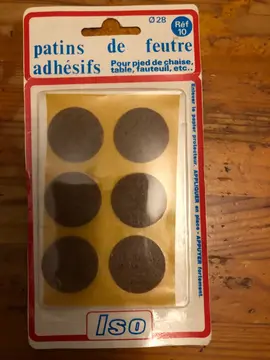 Ø 28
Réf
10
patins de feutre
adhésifs
Pour pied de chaise,
table, fauteuil, etc...
Enlever le papier protecteur. APPLIQUER en place - APPUYER fortement.
Iso